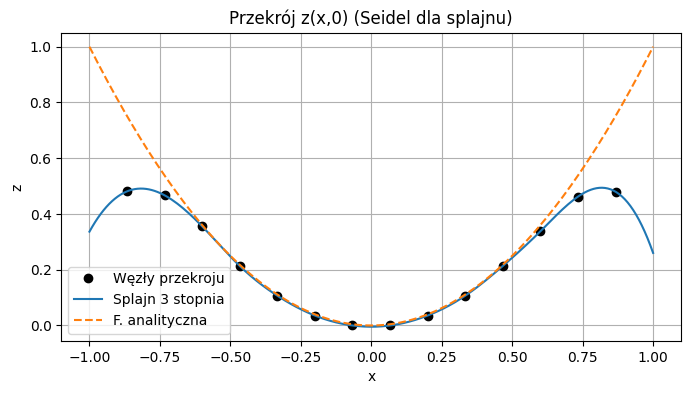 Przekrój z(x,0) (Seidel dla splajnu)
1.0
0.8
0.6
0.4
0.2
0.0
z
Węzły przekroju
Splajn 3 stopnia
F. analityczna
−1.00 −0.75 −0.50 −0.25 0.00 0.25 0.50 0.75 1.00
x